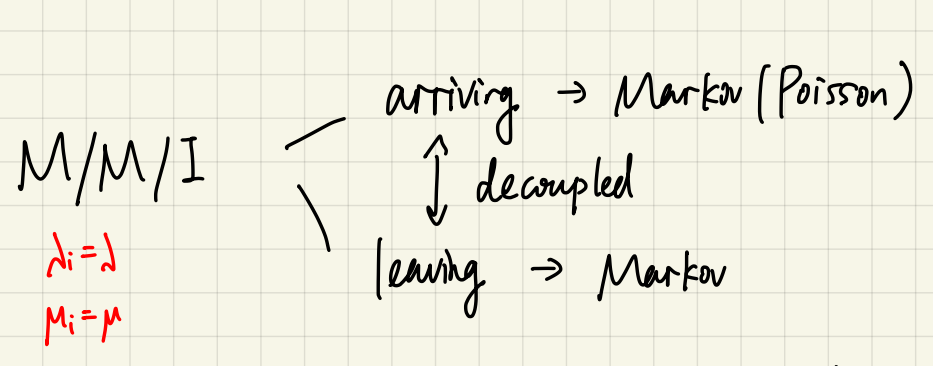 arriving → Markov (Poisson)
M/M/1
decoupled
λi = λ
leaving → Markov
μi = μ